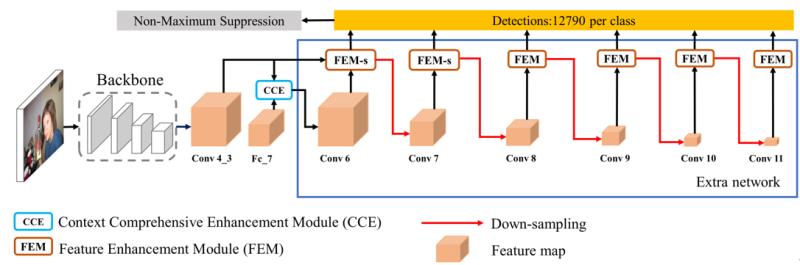 Non-Maximum Suppression
Detections:12790 per class
Backbone
FEM-s
FEM-s
FEM
FEM
FEM
FEM
CCE
Conv 4_3
Fc_7
Conv 6
Conv 7
Conv 8
Conv 9
Conv 10
Conv 11
Extra network
CCE
Context Comprehensive Enhancement Module (CCE)
Down-sampling
FEM
Feature Enhancement Module (FEM)
Feature map